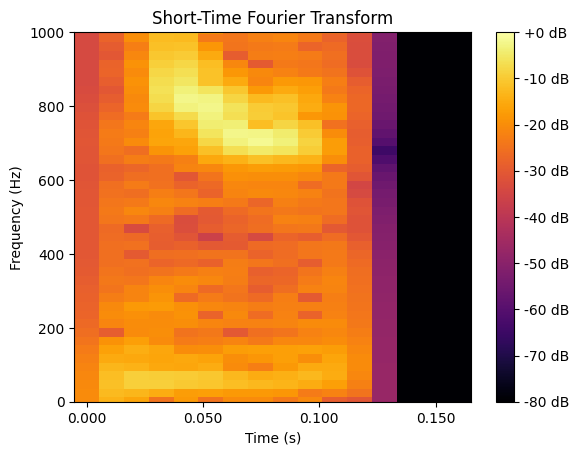 Short-Time Fourier Transform
1000
800
600
400
200
0
Frequency (Hz)
0.000
0.050
0.100
0.150
Time (s)
+0 dB
-10 dB
-20 dB
-30 dB
-40 dB
-50 dB
-60 dB
-70 dB
-80 dB